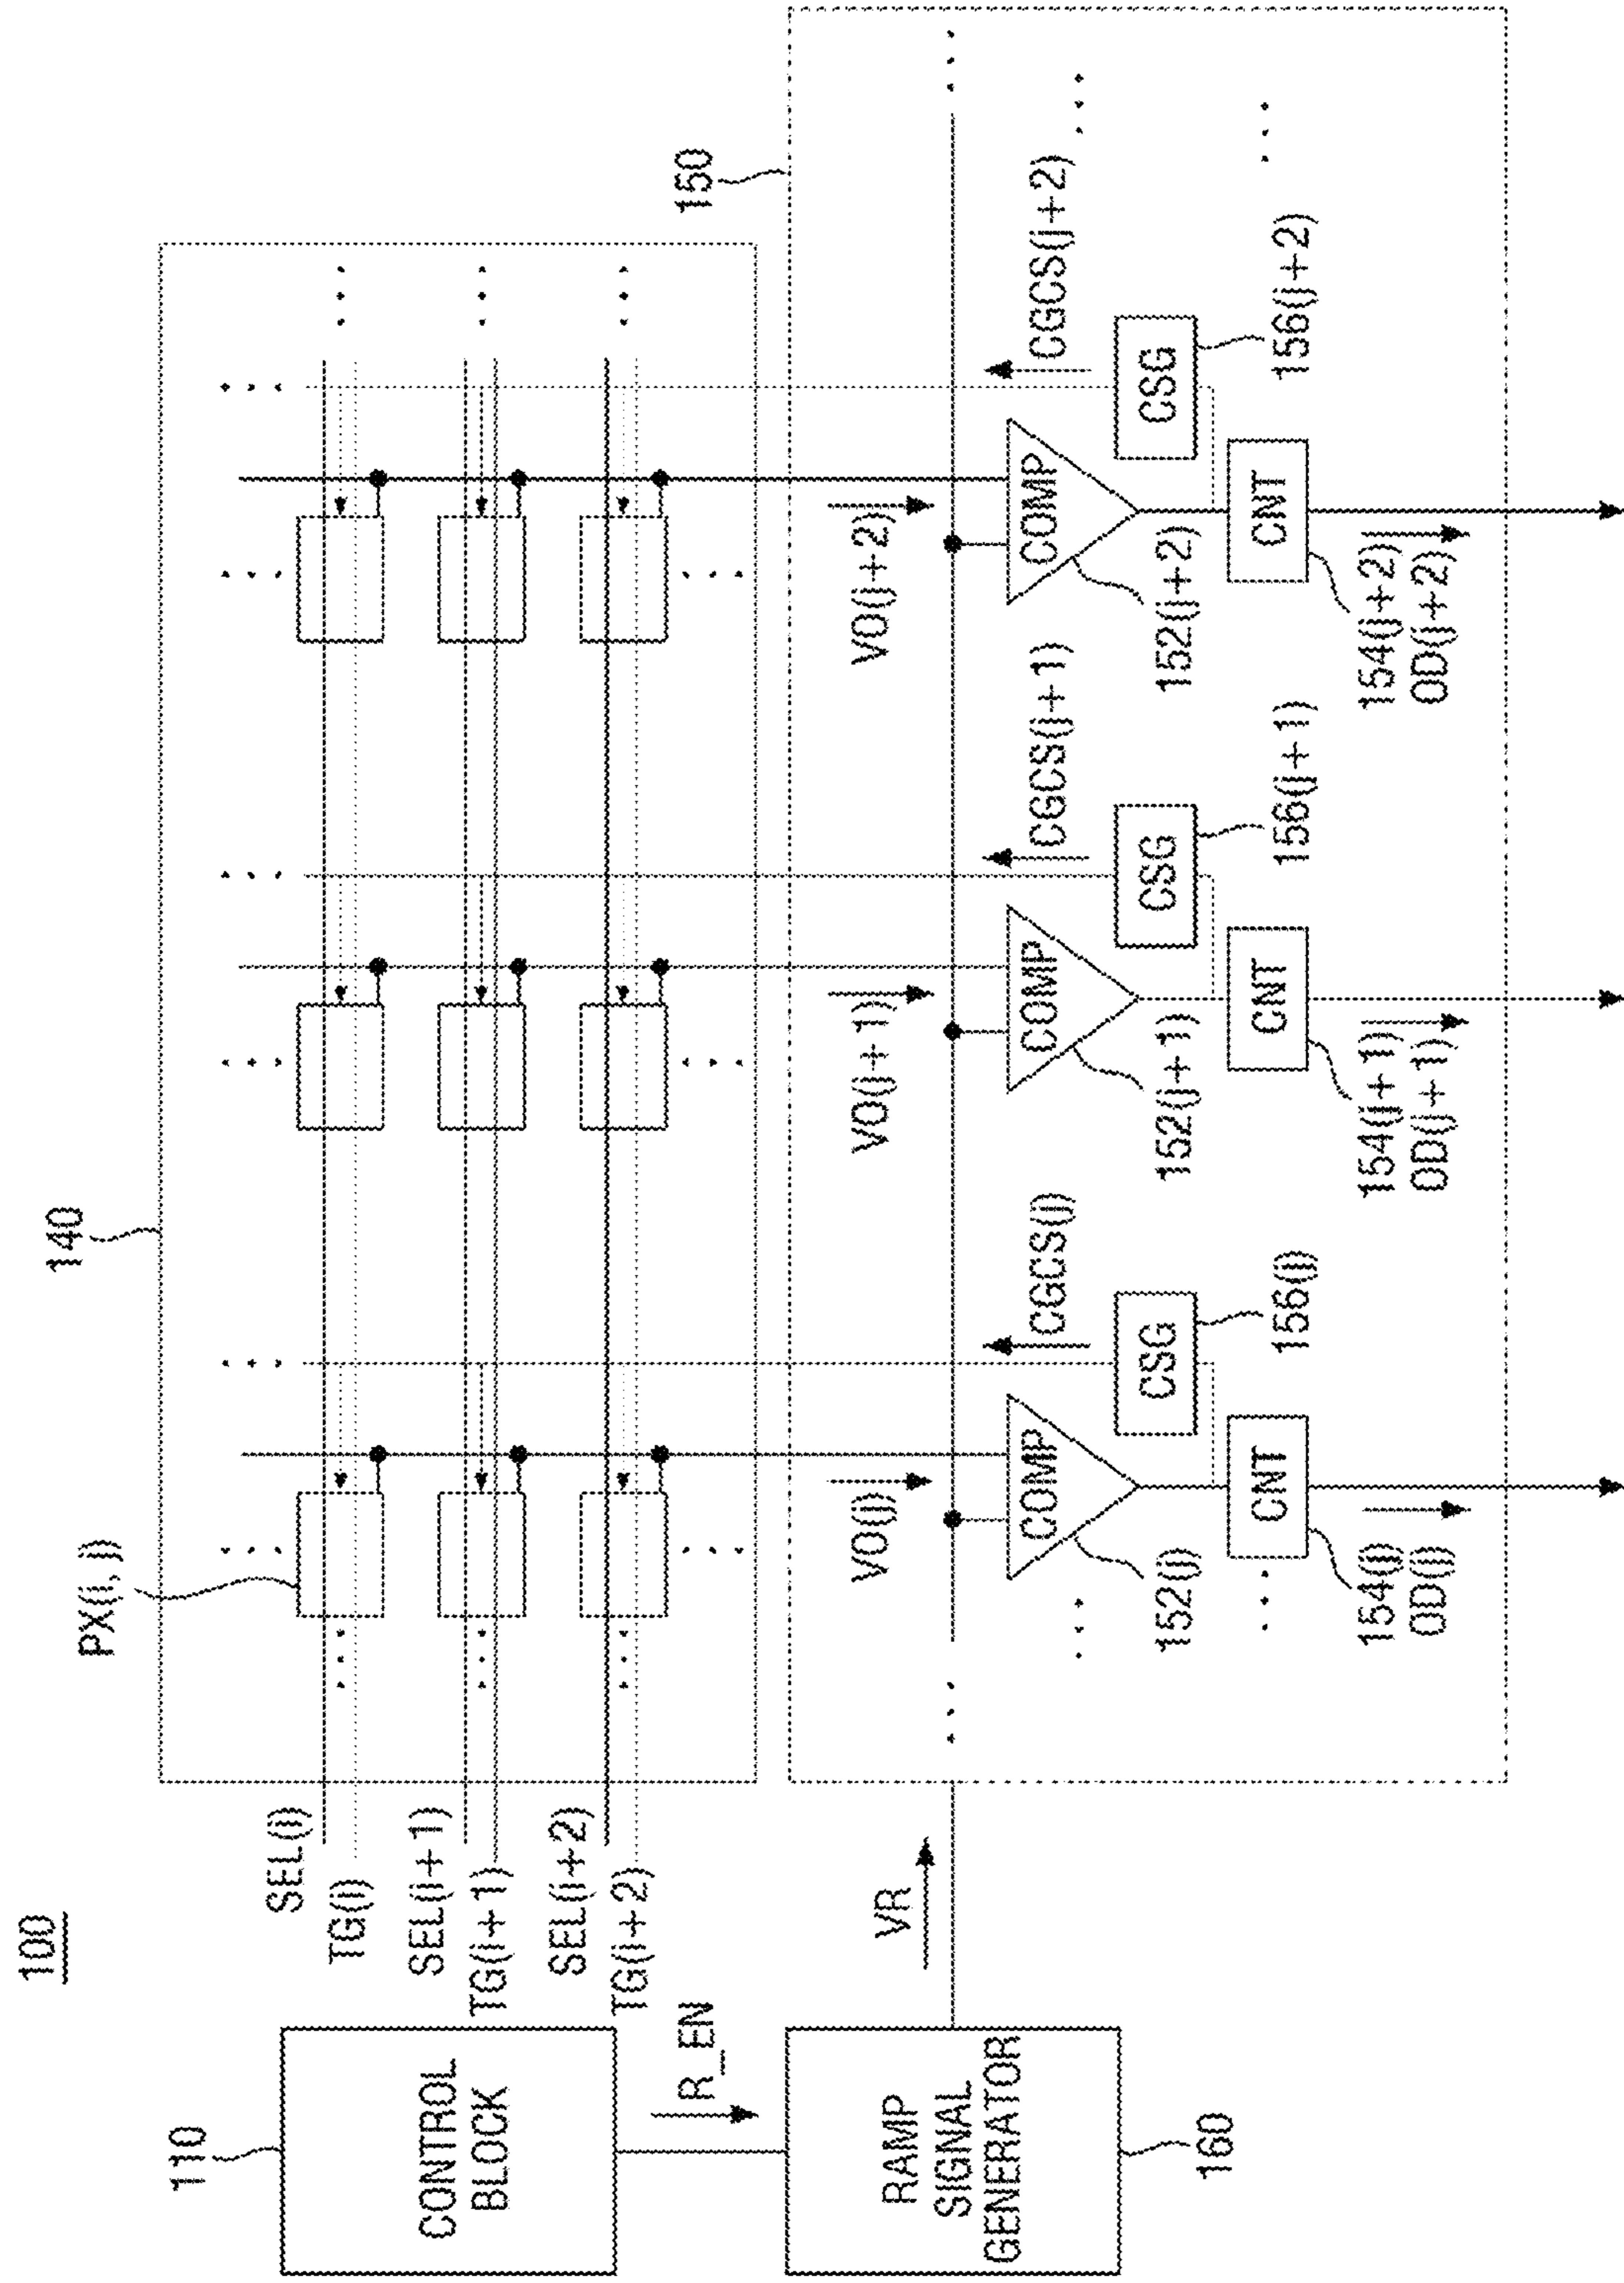 100
110
CONTROL
BLOCK
R_EN
RAMP
SIGNAL
GENERATOR
160
VR
SEL(i)
TG(i)
SEL(i+1)
TG(i+1)
SEL(i+2)
TG(i+2)
140
PX(i, j)
150
VO(j)
VO(j+1)
VO(j+2)
CGCS(j)
CGCS(j+1)
CGCS(j+2)
COMP
COMP
COMP
152(j)
152(j+1)
152(j+2)
CSG
CSG
CSG
156(j)
156(j+1)
156(j+2)
CNT
CNT
CNT
154(j)
154(j+1)
154(j+2)
OD(j)
OD(j+1)
OD(j+2)